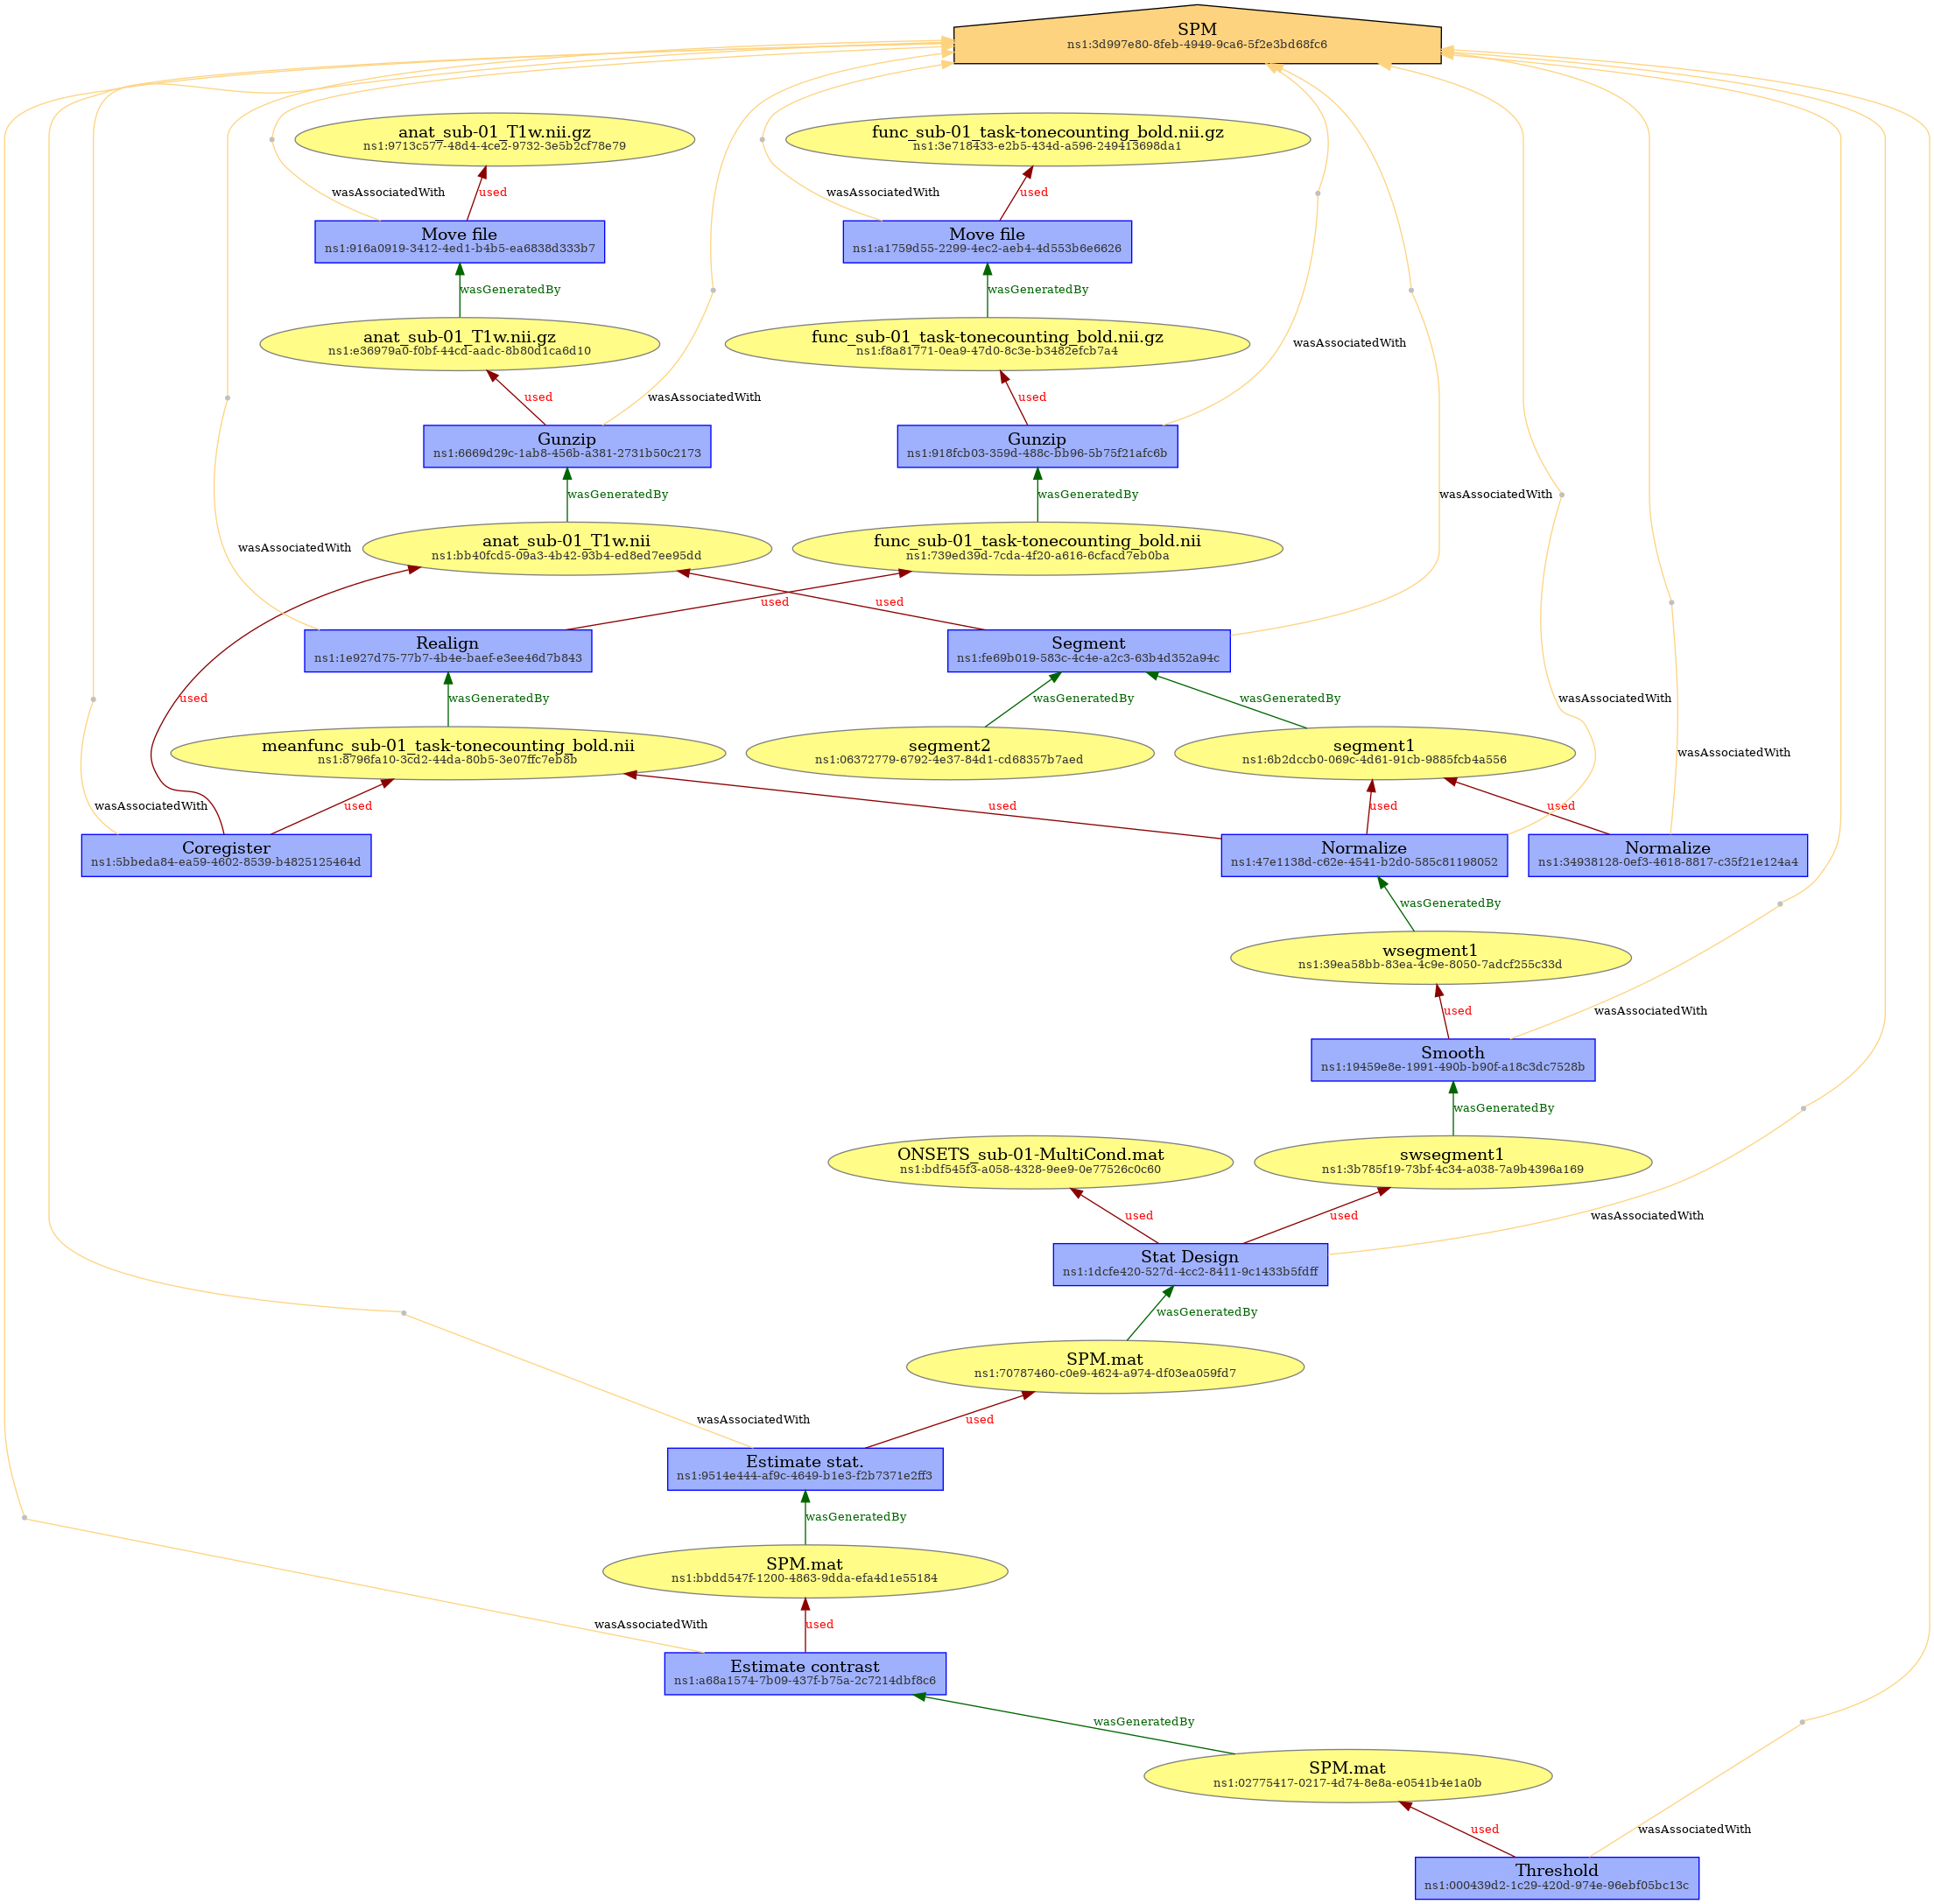 SPM
ns1:3d997e80-8feb-4949-9ca6-5f2e3bd68fc6
anat_sub-01_T1w.nii.gz
ns1:9713c577-48d4-4ce2-9732-3e5b2cf78e79
func_sub-01_task-tonecounting_bold.nii.gz
ns1:3e718433-e2b5-434d-a596-249413698da1
wasAssociatedWith
used
wasAssociatedWith
used
Move file
ns1:916a0919-3412-4ed1-b4b5-ea6838d333b7
Move file
ns1:a1759d55-2299-4ec2-aeb4-4d553b6e6626
wasGeneratedBy
wasGeneratedBy
anat_sub-01_T1w.nii.gz
ns1:e36979a0-f0bf-44cd-aadc-8b80d1ca6d10
func_sub-01_task-tonecounting_bold.nii.gz
ns1:f8a81771-0ea9-47d0-8c3e-b3482efcb7a4
wasAssociatedWith
used
wasAssociatedWith
used
Gunzip
ns1:6669d29c-1ab8-456b-a381-2731b50c2173
Gunzip
ns1:918fcb03-359d-488c-bb96-5b75f21afc6b
wasGeneratedBy
wasGeneratedBy
wasAssociatedWith
anat_sub-01_T1w.nii
ns1:bb40fcd5-09a3-4b42-93b4-ed8ed7ee95dd
func_sub-01_task-tonecounting_bold.nii
ns1:739ed39d-7cda-4f20-a616-6cfacd7eb0ba
wasAssociatedWith
used
used
Realign
ns1:1e927d75-77b7-4b4e-baef-e3ee46d7b843
Segment
ns1:fe69b019-583c-4c4e-a2c3-63b4d352a94c
used
wasGeneratedBy
wasGeneratedBy
wasGeneratedBy
wasAssociatedWith
meanfunc_sub-01_task-tonecounting_bold.nii
ns1:8796fa10-3cd2-44da-80b5-3e07ffc7eb8b
segment2
ns1:06372779-6792-4e37-84d1-cd68357b7aed
segment1
ns1:6b2dccb0-069c-4d61-91cb-9885fcb4a556
wasAssociatedWith
wasAssociatedWith
used
used
used
used
Coregister
ns1:5bbeda84-ea59-4602-8539-b4825125464d
Normalize
ns1:47e1138d-c62e-4541-b2d0-585c81198052
Normalize
ns1:34938128-0ef3-4618-8817-c35f21e124a4
wasGeneratedBy
wsegment1
ns1:39ea58bb-83ea-4c9e-8050-7adcf255c33d
used
wasAssociatedWith
Smooth
ns1:19459e8e-1991-490b-b90f-a18c3dc7528b
wasGeneratedBy
ONSETS_sub-01-MultiCond.mat
ns1:bdf545f3-a058-4328-9ee9-0e77526c0c60
swsegment1
ns1:3b785f19-73bf-4c34-a038-7a9b4396a169
used
used
wasAssociatedWith
Stat Design
ns1:1dcfe420-527d-4cc2-8411-9c1433b5fdff
wasGeneratedBy
SPM.mat
ns1:70787460-c0e9-4624-a974-df03ea059fd7
wasAssociatedWith
used
Estimate stat.
ns1:9514e444-af9c-4649-b1e3-f2b7371e2ff3
wasGeneratedBy
SPM.mat
ns1:bbdd547f-1200-4863-9dda-efa4d1e55184
wasAssociatedWith
used
Estimate contrast
ns1:a68a1574-7b09-437f-b75a-2c7214dbf8c6
wasGeneratedBy
SPM.mat
ns1:02775417-0217-4d74-8e8a-e0541b4e1a0b
used
wasAssociatedWith
Threshold
ns1:000439d2-1c29-420d-974e-96ebf05bc13c